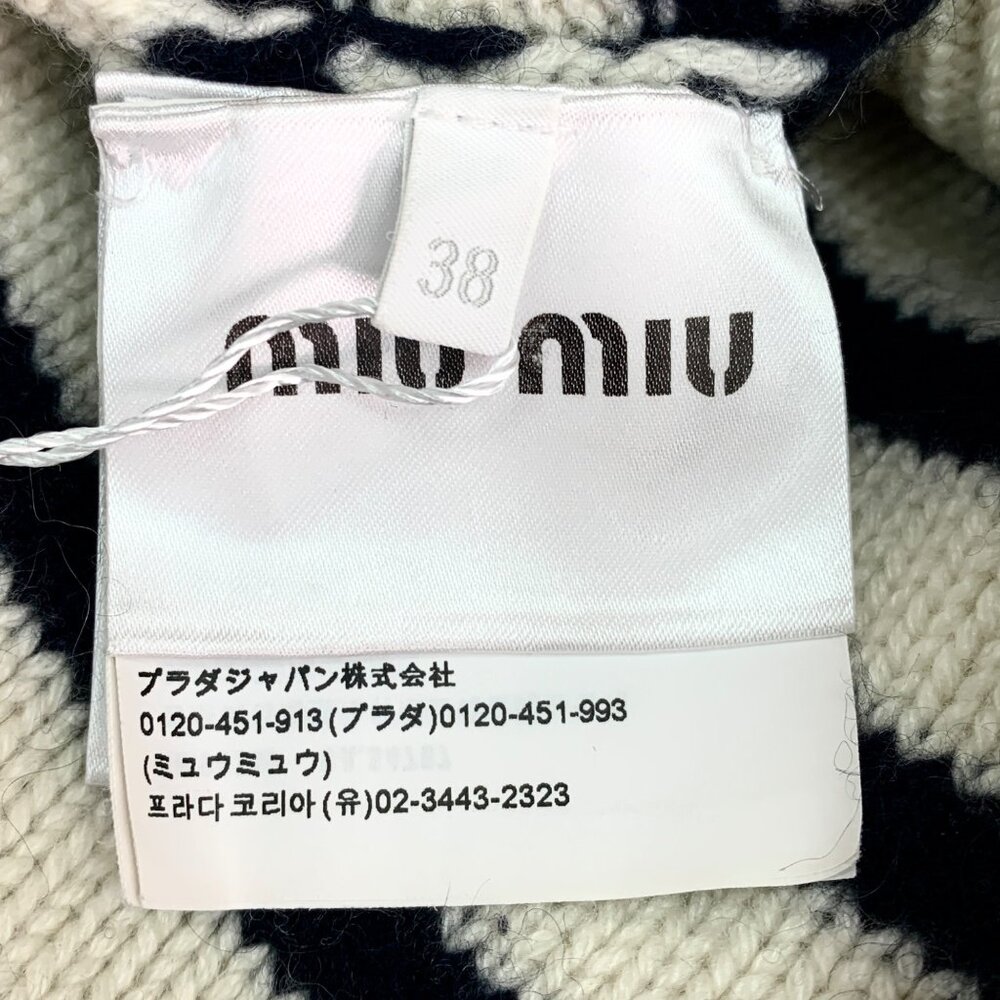 38
miu miu
プラダジャパン株式会社
0120-451-913(プラダ)0120-451-993
(ミュウミュウ)
프라다 코리아 (유)02-3443-2323